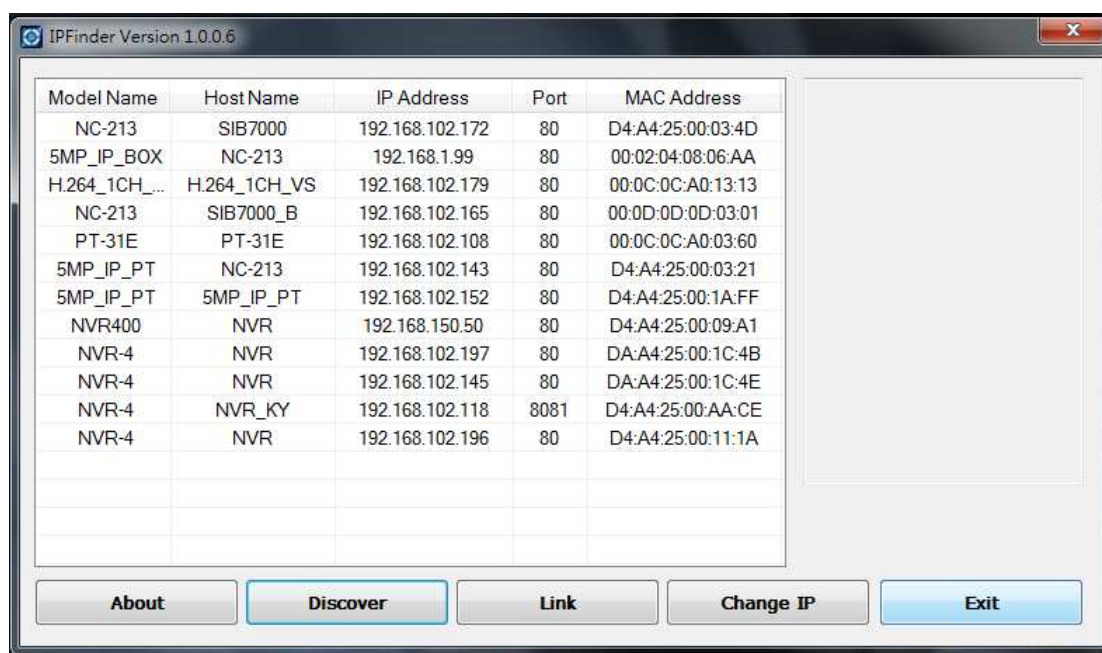 IPFinder Version 1.0.0.6
Model Name Host Name IP Address Port MAC Address
NC-213 SIB7000 192.168.102.172 80 D4:A4:25:00:03:4D
5MP_IP_BOX NC-213 192.168.1.99 80 00:02:04:08:06:AA
H.264_1CH_... H.264_1CH_VS 192.168.102.179 80 00:0C:0C:A0:13:13
NC-213 SIB7000_B 192.168.102.165 80 00:0D:0D:0D:03:01
PT-31E PT-31E 192.168.102.108 80 00:0C:0C:A0:03:60
5MP_IP_PT NC-213 192.168.102.143 80 D4:A4:25:00:03:21
5MP_IP_PT 5MP_IP_PT 192.168.102.152 80 D4:A4:25:00:1A:FF
NVR400 NVR 192.168.150.50 80 D4:A4:25:00:09:A1
NVR-4 NVR 192.168.102.197 80 DA:A4:25:00:1C:4B
NVR-4 NVR 192.168.102.145 80 DA:A4:25:00:1C:4E
NVR-4 NVR_KY 192.168.102.118 8081 D4:A4:25:00:AA:CE
NVR-4 NVR 192.168.102.196 80 D4:A4:25:00:11:1A
About Discover Link Change IP Exit